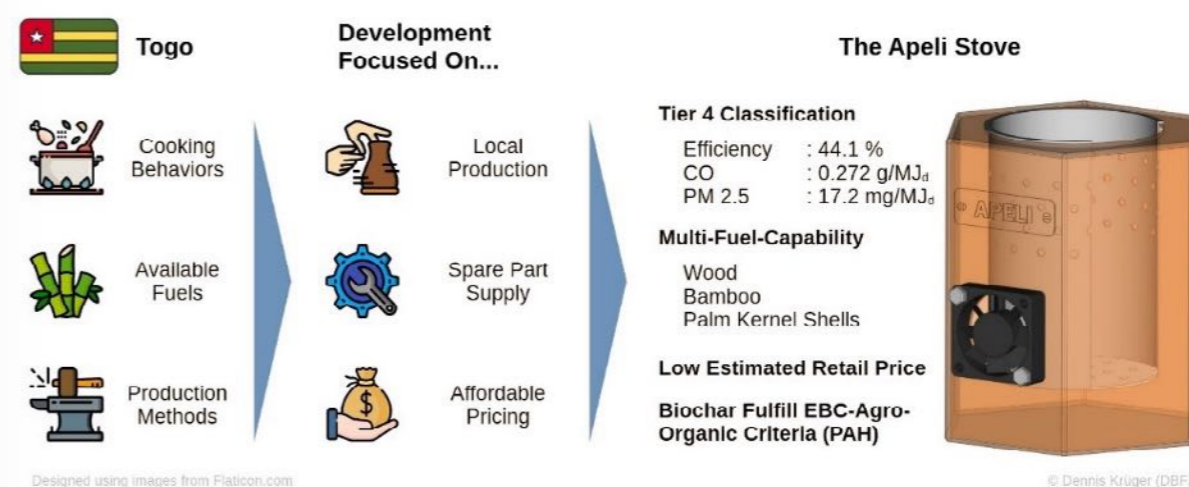 Togo
Development
Focused On...
The Apeli Stove
Cooking
Behaviors
Available
Fuels
Production
Methods
Local
Production
Spare Part
Supply
Affordable
Pricing
Tier 4 Classification
Efficiency : 44.1 %
CO : 0.272 g/MJd
PM 2.5 : 17.2 mg/MJd
Multi-Fuel-Capability
Wood
Bamboo
Palm Kernel Shells
Low Estimated Retail Price
Biochar Fulfill EBC-Agro-
Organic Criteria (PAH)
APELI
Designed using images from Flaticon.com
© Dennis Krüger (DBF